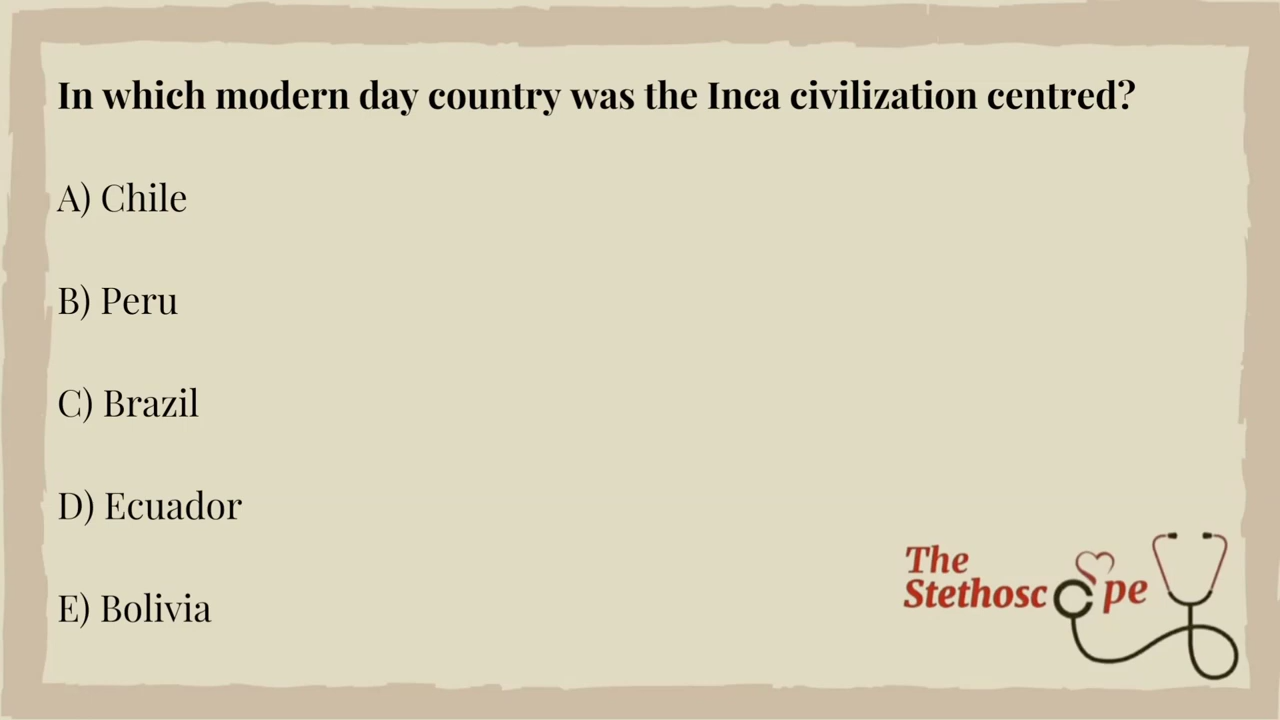 In which modern day country was the Inca civilization centred?
A) Chile
B) Peru
C) Brazil
D) Ecuador
E) Bolivia
The
Stethoscope